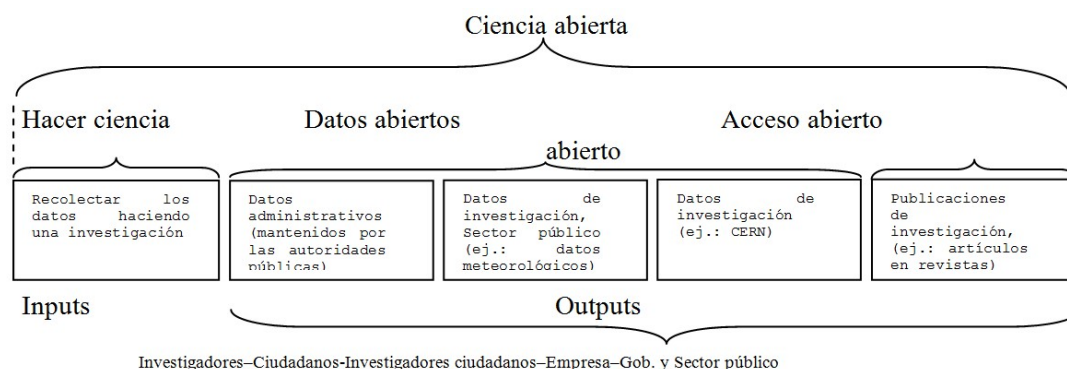 Ciencia abierta
Hacer ciencia
Datos abiertos
Acceso abierto
abierto
Recolectar los
datos haciendo
una investigación
Datos
administrativos
(mantenidos por
las autoridades
públicas)
Datos de
investigación,
Sector público
(ej.: datos
meteorológicos)
Datos de
investigación
(ej.: CERN)
Publicaciones
de
investigación,
(ej.: artículos
en revistas)
Inputs
Outputs
Investigadores–Ciudadanos-Investigadores ciudadanos–Empresa–Gob. y Sector público